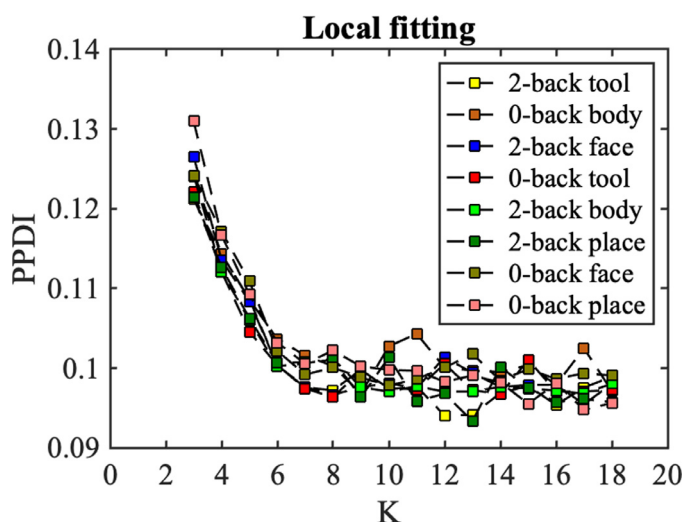 Local fitting
0.14
0.13
0.12
0.11
0.1
0.09
PPDI
0 2 4 6 8 10 12 14 16 18 20
K
2-back tool
0-back body
2-back face
0-back tool
2-back body
2-back place
0-back face
0-back place